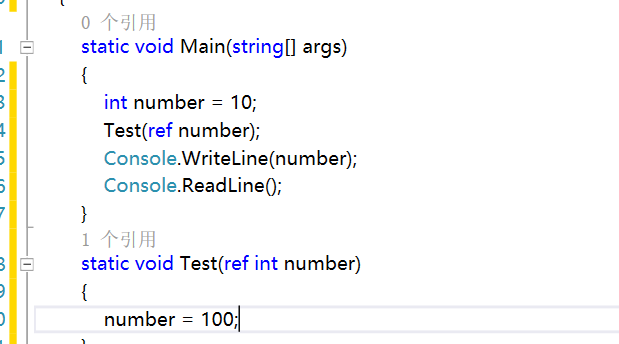 {
0 个引用
static void Main(string[] args)
{
int number = 10;
Test(ref number);
Console.WriteLine(number);
Console.ReadLine();
}
1 个引用
static void Test(ref int number)
{
number = 100;
}